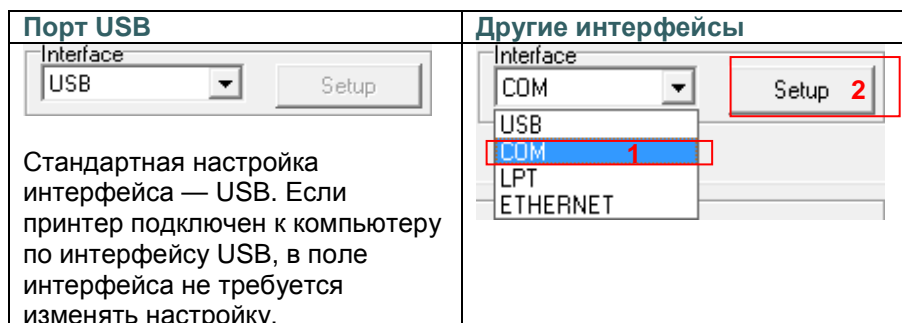 Порт USB
Interface
USB
Setup
Стандартная настройка
интерфейса — USB. Если
принтер подключен к компьютеру
по интерфейсу USB, в поле
интерфейса не требуется
изменять настройку.
Другие интерфейсы
Interface
COM
Setup 2
USB
COM 1
LPT
ETHERNET